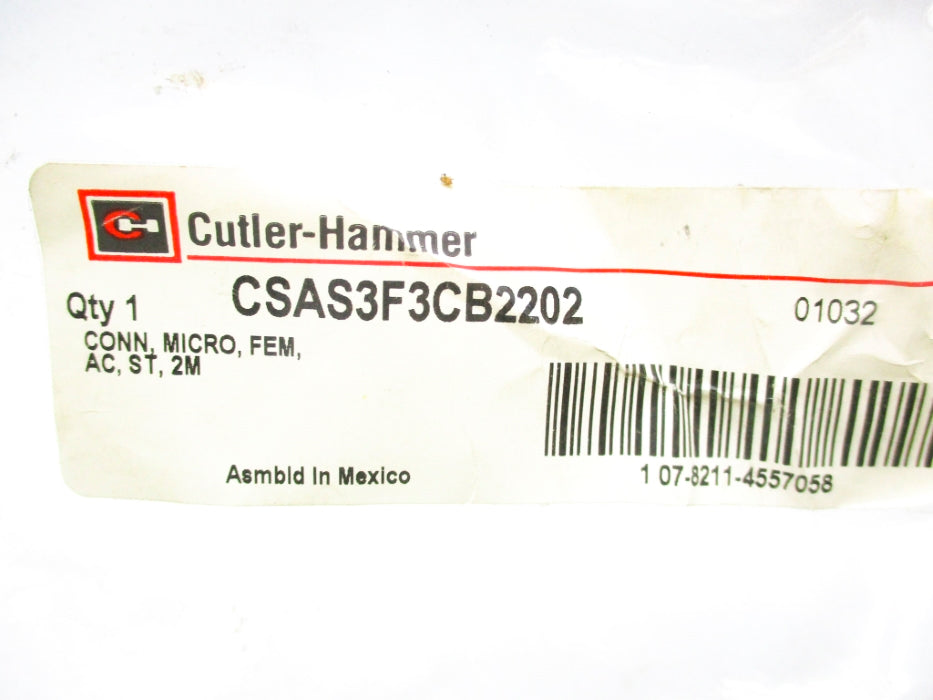 Cutler-Hammer
Qty 1 CSAS3F3CB2202 01032
CONN, MICRO, FEM,
AC, ST, 2M
Asmbld In Mexico
1 07-8211-4557058